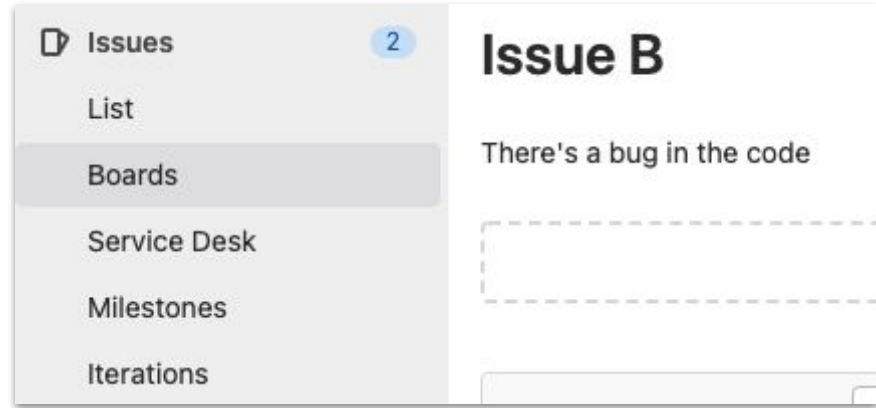 Issues 2
List
Boards
Service Desk
Milestones
Iterations
Issue B
There's a bug in the code